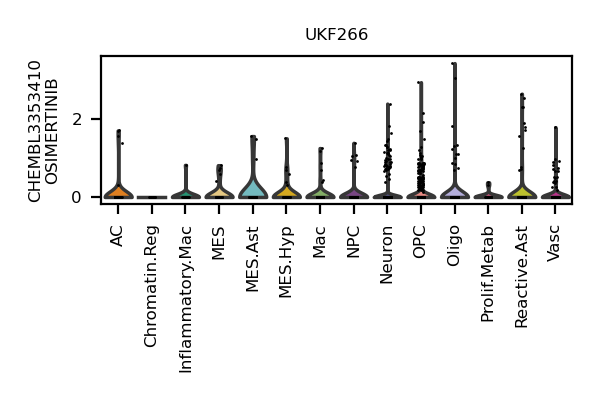 UKF266
CHEMBL3353410
OSIMERTINIB
2
0
AC
Chromatin.Reg
Inflammatory.Mac
MES
MES.Ast
MES.Hyp
Mac
NPC
Neuron
OPC
Oligo
Prolif.Metab
Reactive.Ast
Vasc